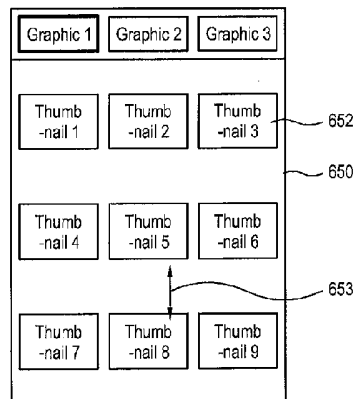 Graphic 1 Graphic 2 Graphic 3
Thumb
-nail 1
Thumb
-nail 2
Thumb
-nail 3
652
650
Thumb
-nail 4
Thumb
-nail 5
Thumb
-nail 6
653
Thumb
-nail 7
Thumb
-nail 8
Thumb
-nail 9